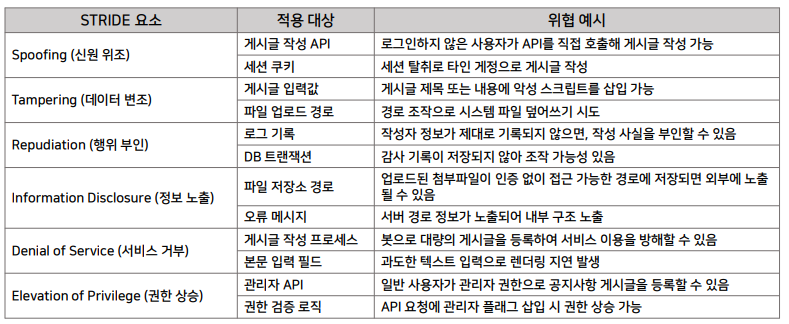 STRIDE 요소 적용 대상 위협 예시
Spoofing (신원 위조)
게시글 작성 API 로그인하지 않은 사용자가 API를 직접 호출해 게시글 작성 가능
세션 쿠키 세션 탈취로 타인 계정으로 게시글 작성
Tampering (데이터 변조)
게시글 입력값 게시글 제목 또는 내용에 악성 스크립트를 삽입 가능
파일 업로드 경로 경로 조작으로 시스템 파일 덮어쓰기 시도
Repudiation (행위 부인)
로그 기록 작성자 정보가 제대로 기록되지 않으면, 작성 사실을 부인할 수 있음
DB 트랜잭션 감사 기록이 저장되지 않아 조작 가능성 있음
Information Disclosure (정보 노출)
파일 저장소 경로 업로드된 첨부파일이 인증 없이 접근 가능한 경로에 저장되면 외부에 노출
될 수 있음
오류 메시지 서버 경로 정보가 노출되어 내부 구조 노출
Denial of Service (서비스 거부)
게시글 작성 프로세스 봇으로 대량의 게시글을 등록하여 서비스 이용을 방해할 수 있음
본문 입력 필드 과도한 텍스트 입력으로 렌더링 지연 발생
Elevation of Privilege (권한 상승)
관리자 API 일반 사용자가 관리자 권한으로 공지사항 게시글을 등록할 수 있음
권한 검증 로직 API 요청에 관리자 플래그 삽입 시 권한 상승 가능